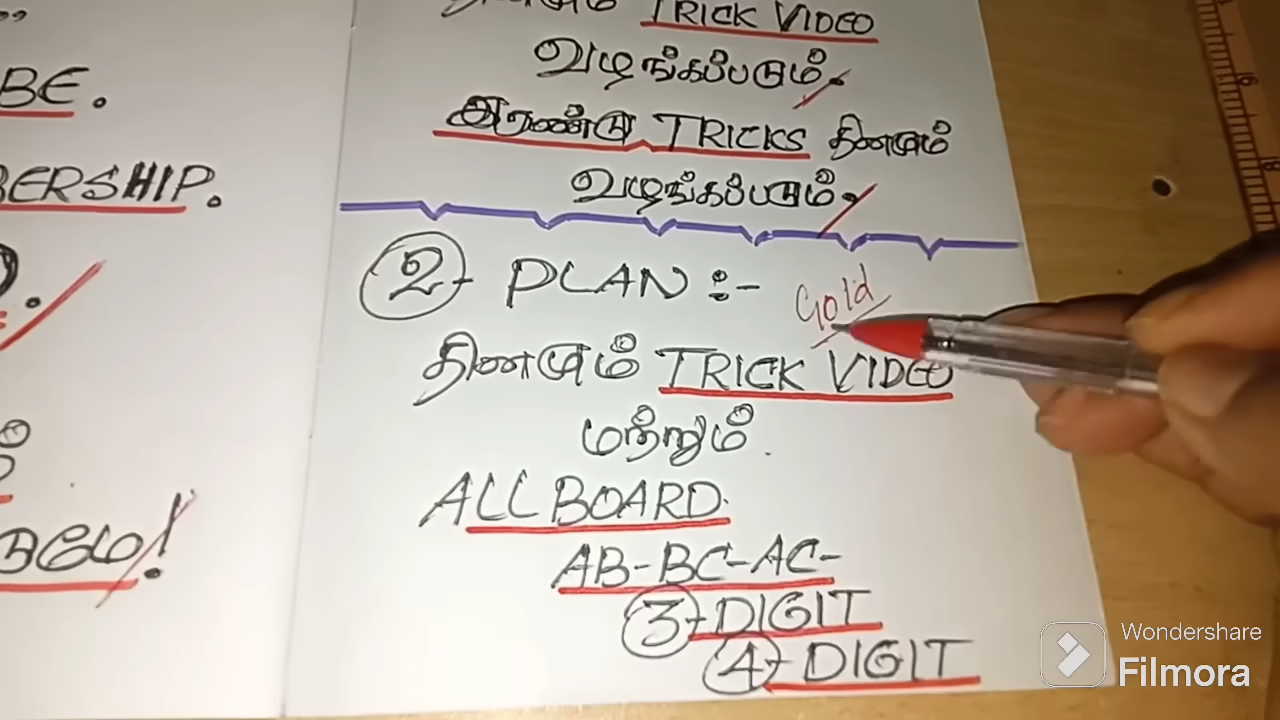 ”
BE.
BERSHIP.
.
ருமே!
தினமும் TRICK VIDEO
வழங்கப்படும்.
இரண்டு TRICKS தினமும்
வழங்கப்படும்.
2 - PLAN :-
Gold
தினமும் TRICK VIDEO
மற்றும்.
ALL BOARD.
AB-BC-AC-
3 - DIGIT
4 - DIGIT
Wondershare
Filmora